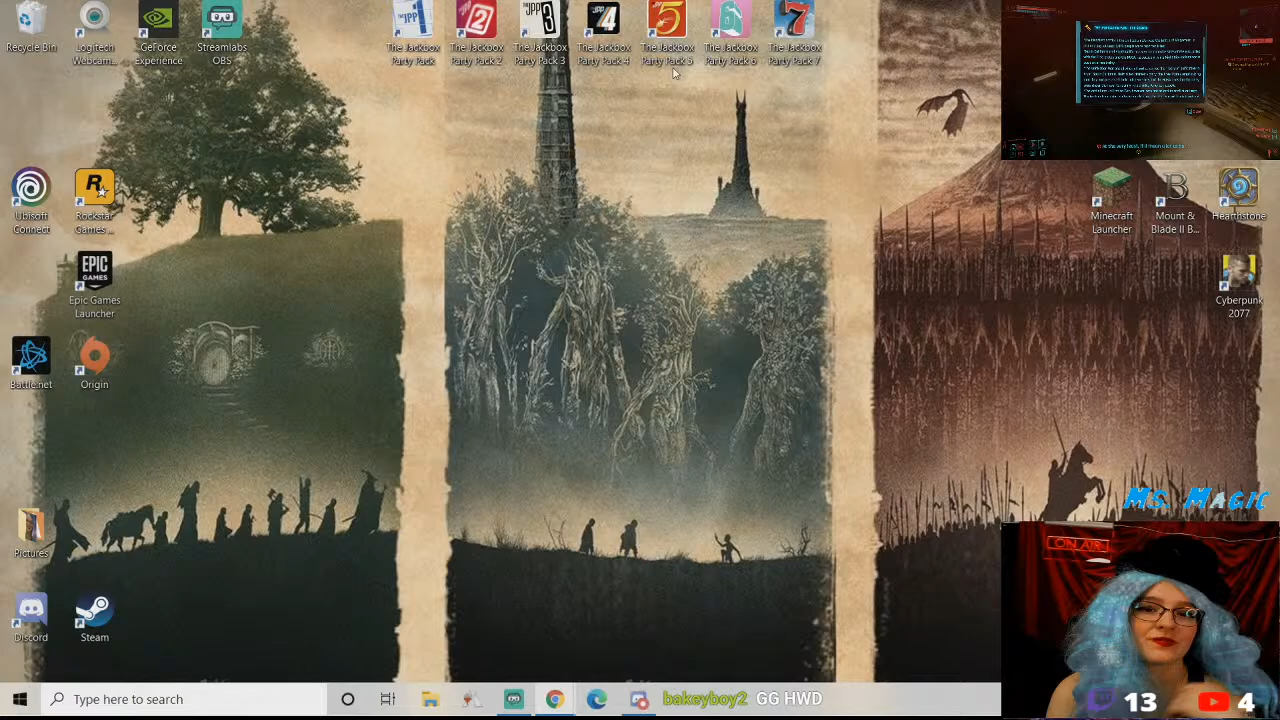 Recycle Bin
Logitech
Webcam...
GeForce
Experience
Streamlabs
OBS
The Jackbox
Party Pack
The Jackbox
Party Pack 2
The Jackbox
Party Pack 3
The Jackbox
Party Pack 4
The Jackbox
Party Pack 5
The Jackbox
Party Pack 6
The Jackbox
Party Pack 7
Ubisoft
Connect
Rockstar
Games ...
Minecraft
Launcher
Mount &
Blade II B...
Hearthstone
EPIC
GAMES
Epic Games
Launcher
Cyberpunk
2077
Battle.net
Origin
Pictures
Ms. Magic
ON AIR
Discord
Steam
Type here to search
bakeyboy2 GG HWD
13
4